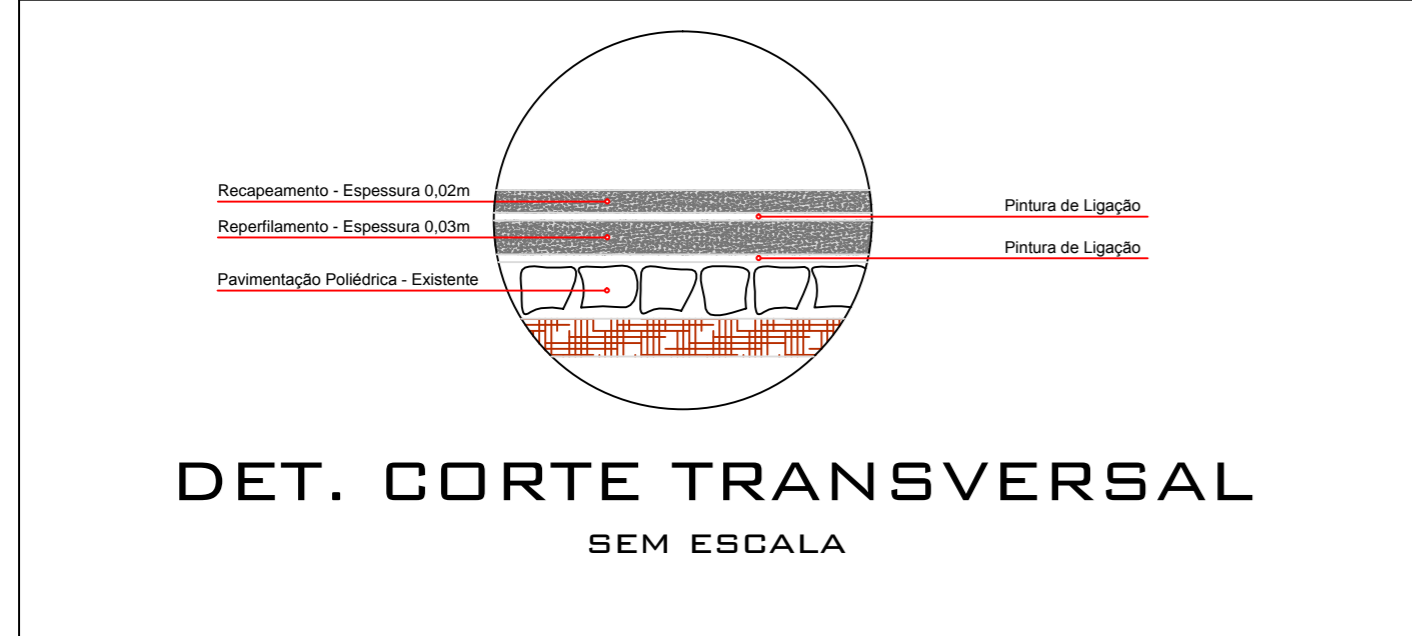 Recapeamento - Espessura 0,02m
Pintura de Ligação
Reperfilamento - Espessura 0,03m
Pintura de Ligação
Pavimentação Poliédrica - Existente
DET. CORTE TRANSVERSAL
SEM ESCALA